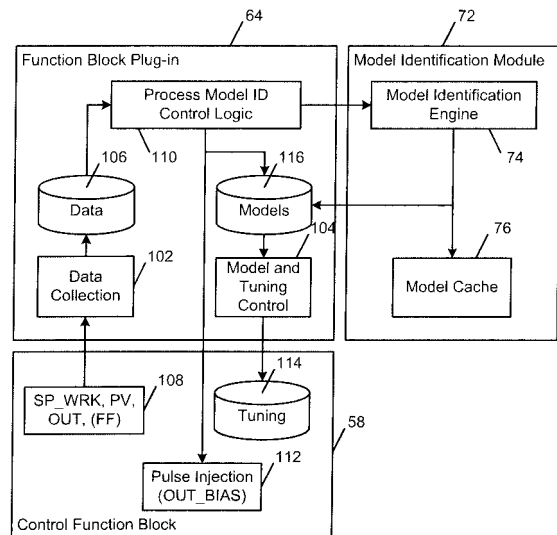 64
72
Function Block Plug-in
Model Identification Module
Process Model ID
Control Logic
Model Identification
Engine
110
74
106
116
Data
Models
104
102
76
Data
Collection
Model and
Tuning
Control
Model Cache
108
114
SP_WRK, PV,
OUT, (FF)
Tuning
58
112
Pulse Injection
(OUT_BIAS)
Control Function Block